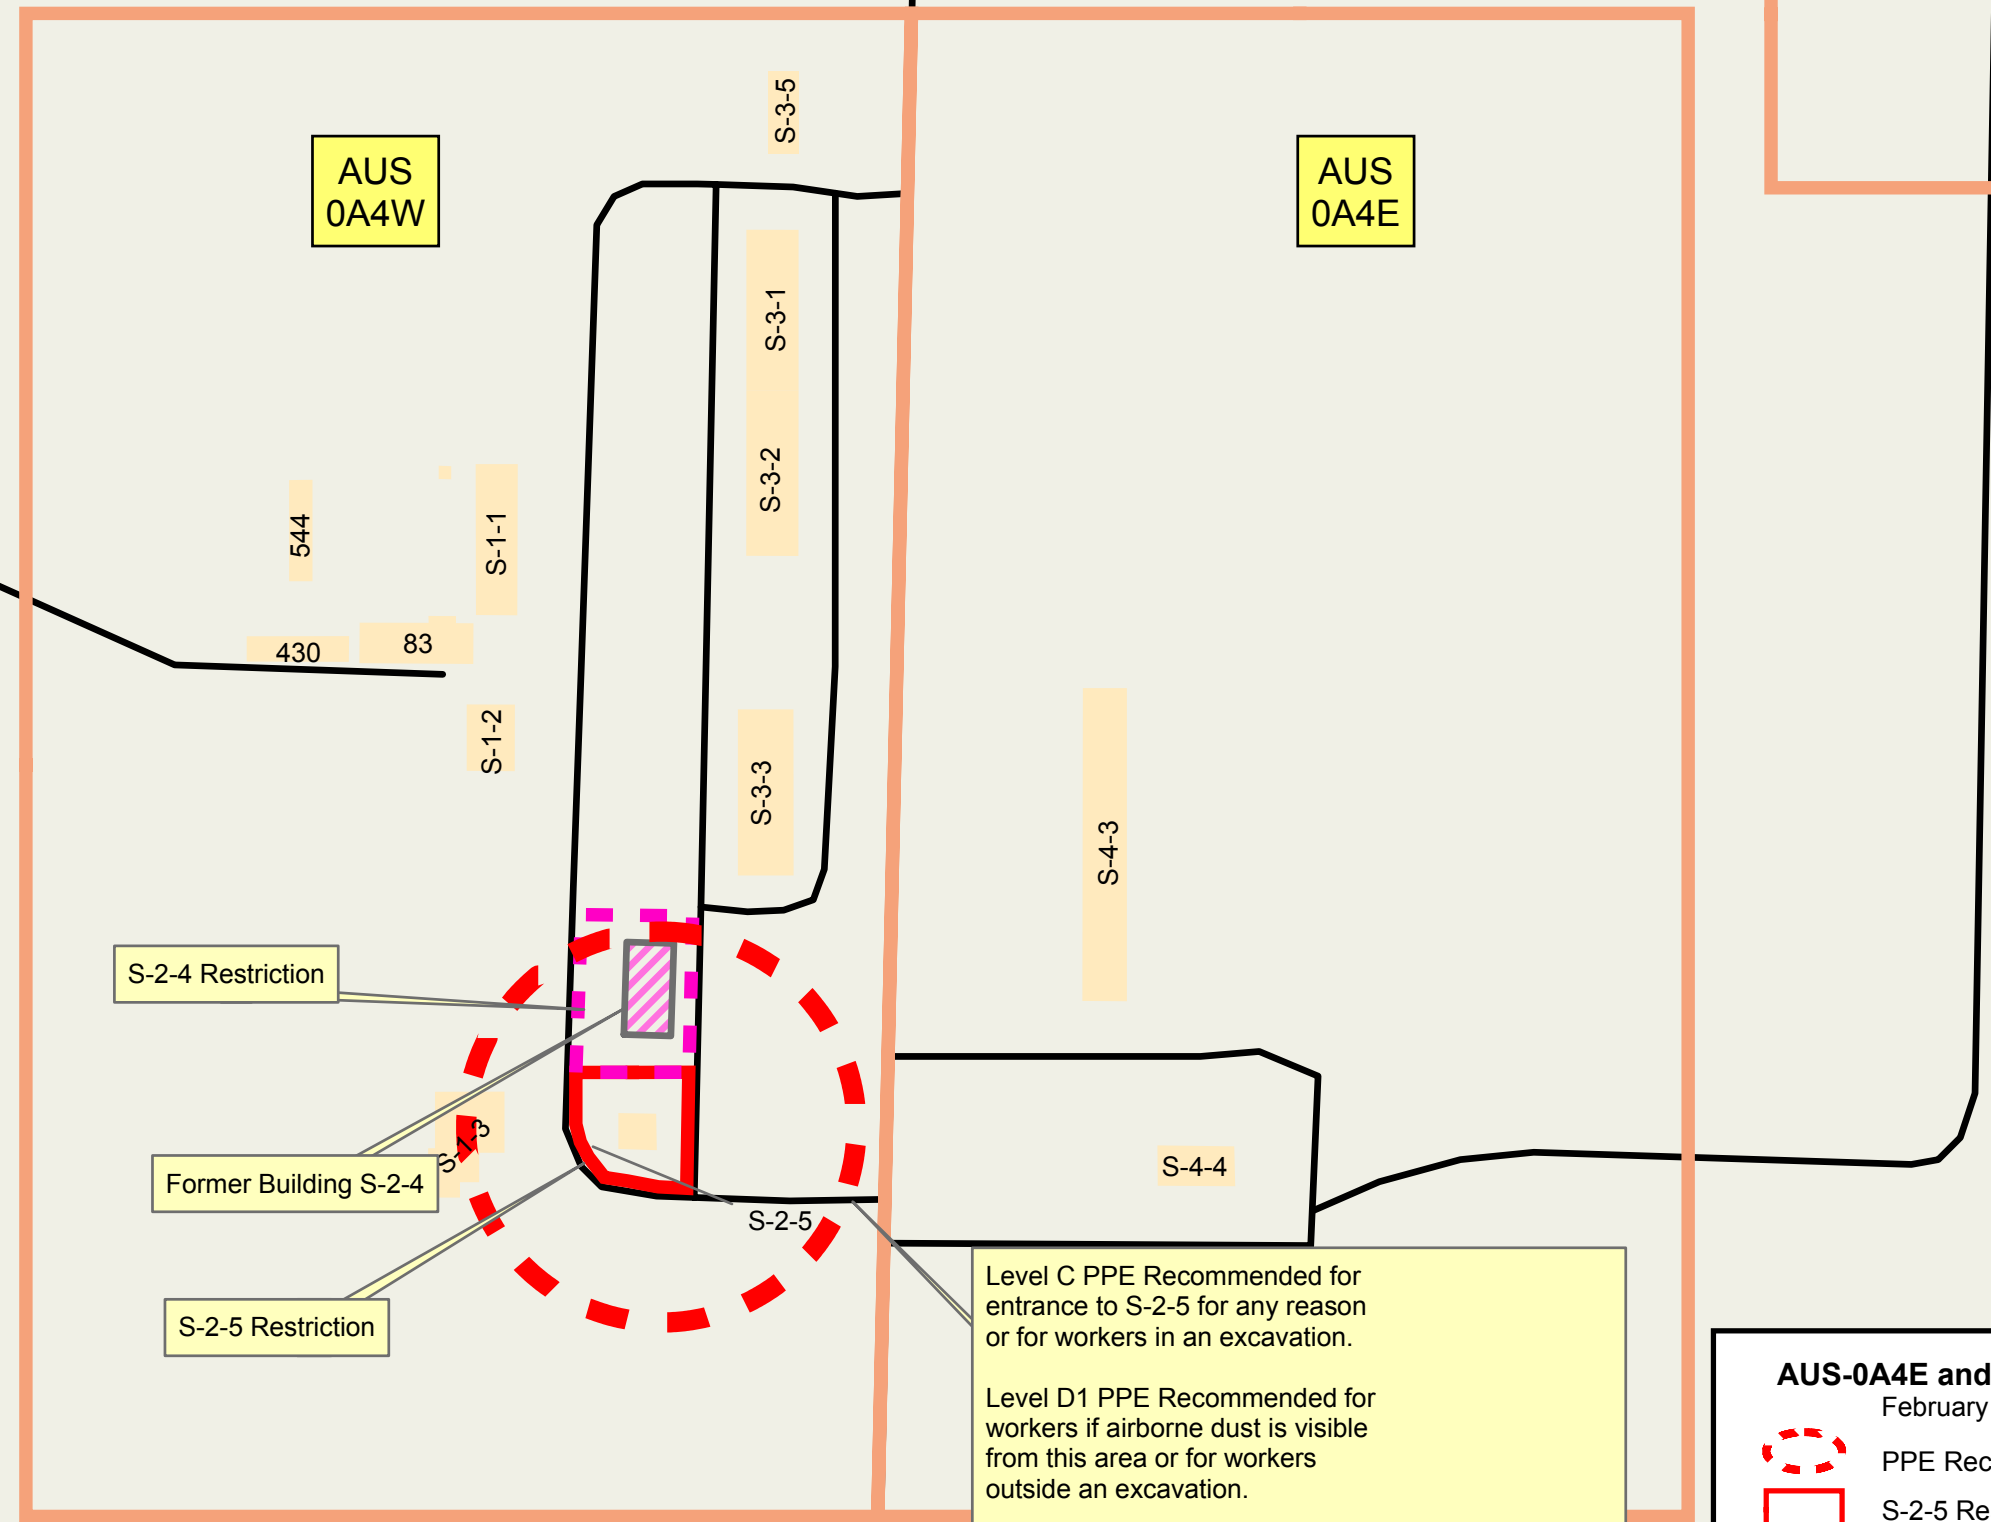 S-3-5
AUS
0A4W
AUS
0A4E
S-3-1
S-3-2
544
S-1-1
430
83
S-1-2
S-3-3
S-4-3
S-2-4 Restriction
S-1-3
Former Building S-2-4
S-4-4
S-2-5
S-2-5 Restriction
Level C PPE Recommended for
entrance to S-2-5 for any reason
or for workers in an excavation.
Level D1 PPE Recommended for
workers if airborne dust is visible
from this area or for workers
outside an excavation.
AUS-0A4E and
February
PPE Rec
S-2-5 Re